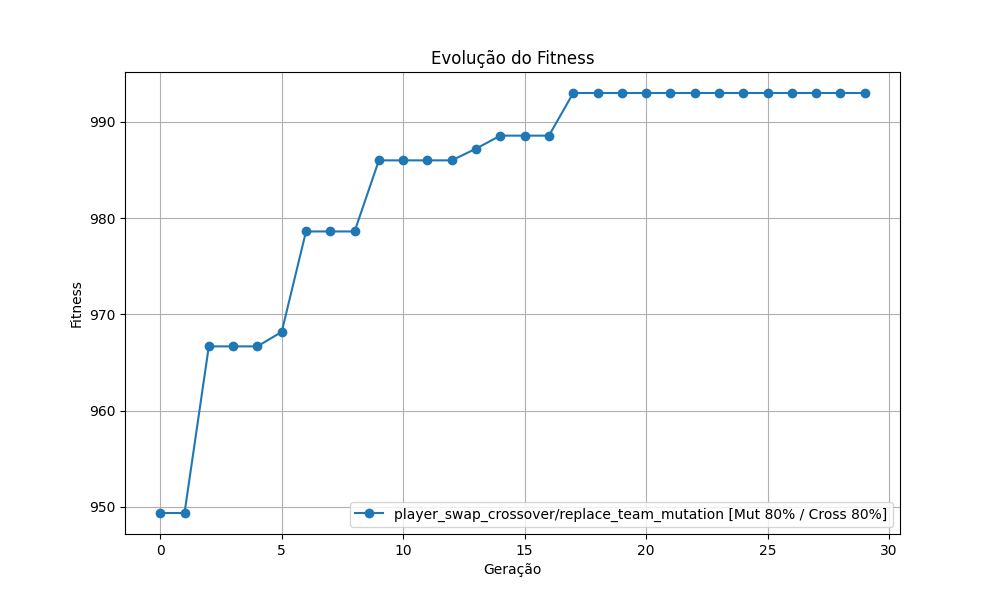 Evolução do Fitness
Fitness
990
980
970
960
950
player_swap_crossover/replace_team_mutation [Mut 80% / Cross 80%]
0 5 10 15 20 25 30
Geração